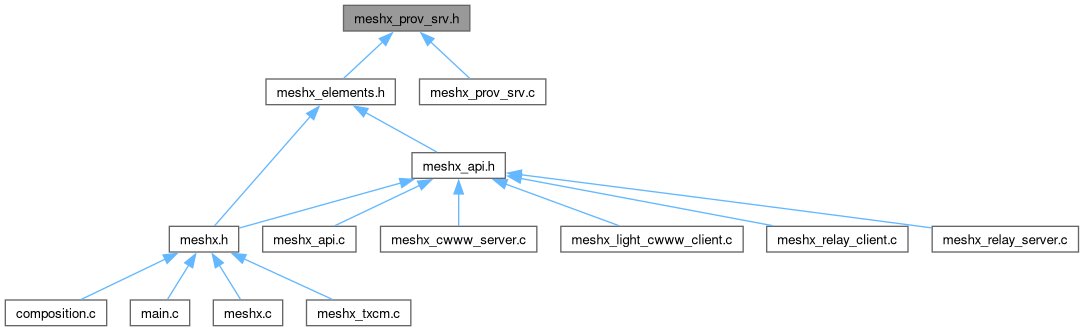 meshx_prov_srv.h
meshx_elements.h
meshx_prov_srv.c
meshx_api.h
meshx.h
meshx_api.c
meshx_cwww_server.c
meshx_light_cwww_client.c
meshx_relay_client.c
meshx_relay_server.c
composition.c
main.c
meshx.c
meshx_txcm.c